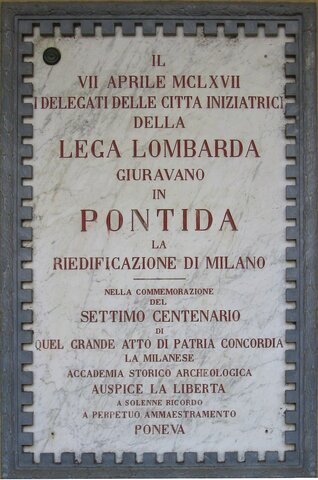 IL
VII APRILE MCLXVII
I DELEGATI DELLE CITTA INIZIATRICI
DELLA
LEGA LOMBARDA
GIURAVANO
IN
PONTIDA
LA
RIEDIFICAZIONE DI MILANO
NELLA COMMEMORAZIONE
DEL
SETTIMO CENTENARIO
DI
QUEL GRANDE ATTO DI PATRIA CONCORDIA
LA MILANESE
ACCADEMIA STORICO ARCHEOLOGICA
AUSPICE LA LIBERTA
A SOLENNE RICORDO
A PERPETUO AMMAESTRAMENTO
PONEVA